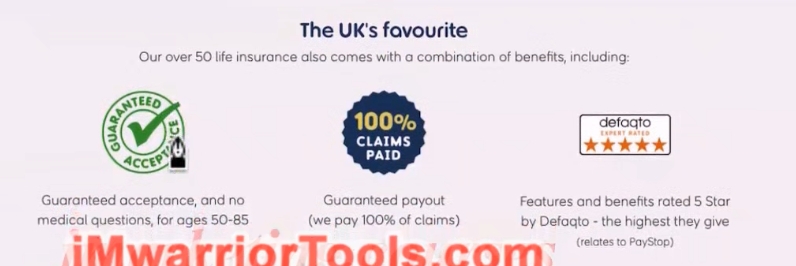 The UK's favourite
Our over 50 life insurance also comes with a combination of benefits, including:
GUARANTEED
ACCEPTANCE
100%
CLAIMS
PAID
defaqto
EXPERT RATED
Guaranteed acceptance, and no
medical questions, for ages 50-85
Guaranteed payout
(we pay 100% of claims)
Features and benefits rated 5 Star
by Defaqto - the highest they give
(relates to PayStop)
iMwarriorTools.com